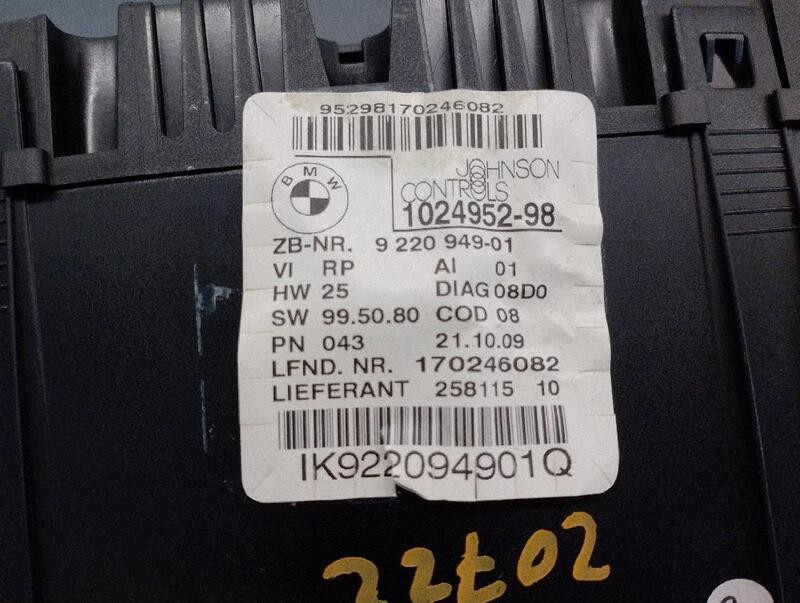 95298170246082
BMW
JOHNSON
CONTROLS
1024952-98
ZB-NR. 9 220 949-01
VI RP AI 01
HW 25 DIAG 08D0
SW 99.50.80 COD 08
PN 043 21.10.09
LFND. NR. 170246082
LIEFERANT 258115 10
IK922094901Q
22t02